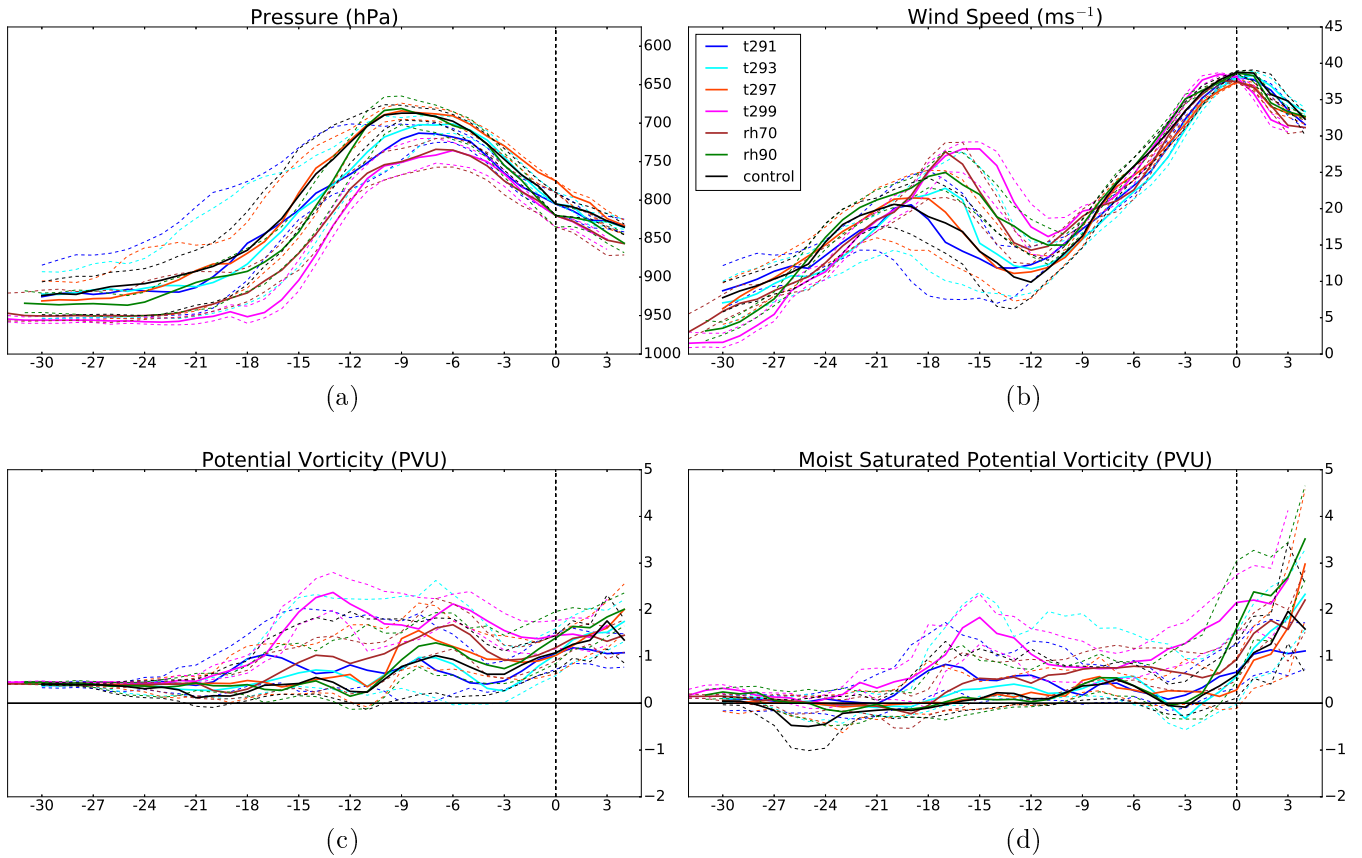 Pressure (hPa)
600
650
700
750
800
850
900
950
1000
-30 -27 -24 -21 -18 -15 -12 -9 -6 -3 0 3
(a)
Wind Speed (ms⁻¹)
t291
t293
t297
t299
rh70
rh90
control
45
40
35
30
25
20
15
10
5
0
-30 -27 -24 -21 -18 -15 -12 -9 -6 -3 0 3
(b)
Potential Vorticity (PVU)
5
4
3
2
1
0
−1
−2
-30 -27 -24 -21 -18 -15 -12 -9 -6 -3 0 3
(c)
Moist Saturated Potential Vorticity (PVU)
5
4
3
2
1
0
−1
−2
-30 -27 -24 -21 -18 -15 -12 -9 -6 -3 0 3
(d)